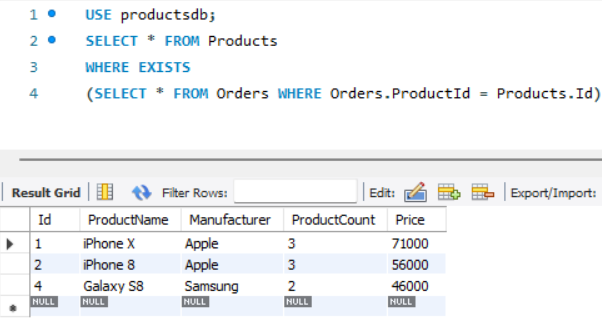 1 USE productsdb;
2 SELECT * FROM Products
3 WHERE EXISTS
4 (SELECT * FROM Orders WHERE Orders.ProductId = Products.Id)
Result Grid Filter Rows: Edit: Export/Import:
Id ProductName Manufacturer ProductCount Price
1 iPhone X Apple 3 71000
2 iPhone 8 Apple 3 56000
4 Galaxy S8 Samsung 2 46000
NULL NULL NULL NULL NULL